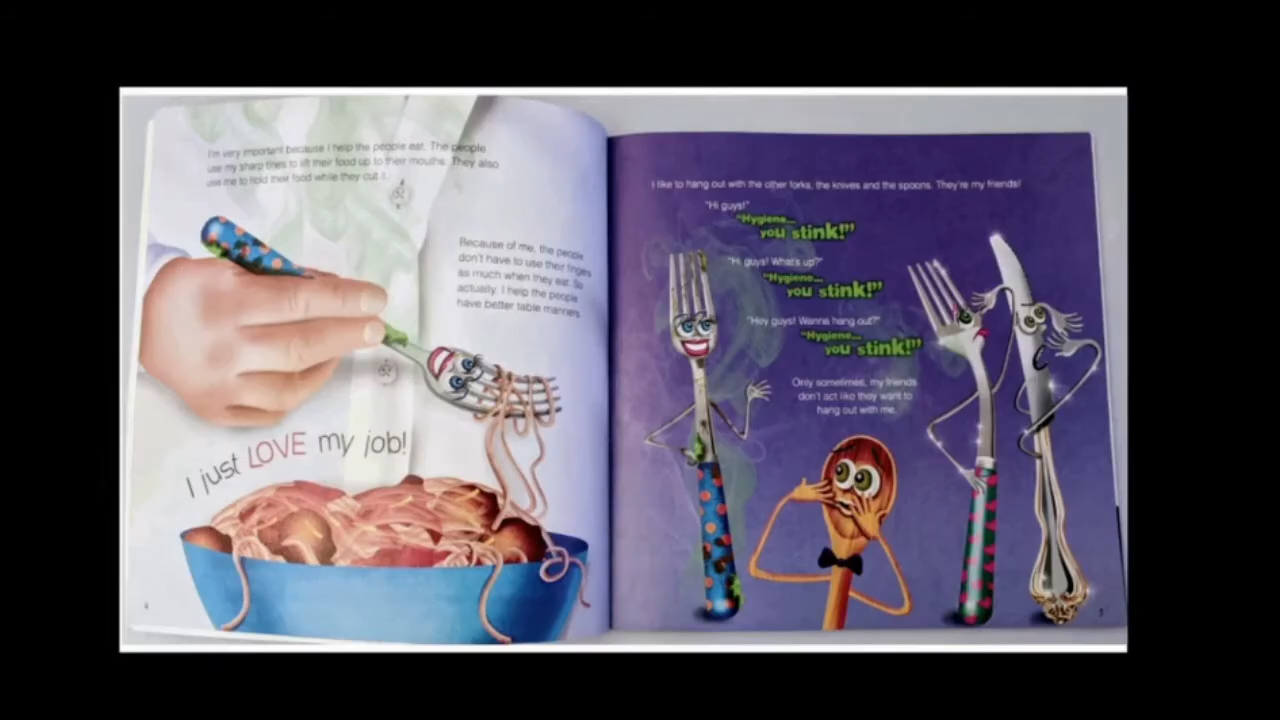 I'm very important because I help the people eat. The people
use my sharp tines to lift their food up to their mouths. They also
use me to hold their food while they cut it.
Because of me, the people
don't have to use their fingers
as much when they eat. So
actually, I help the people
have better table manners.
I just LOVE my job!
4
I like to hang out with the other forks, the knives and the spoons. They're my friends!
"Hi guys!"
"Hygiene...
you stink!"
"Hi guys! What's up?"
"Hygiene...
you stink!"
"Hey guys! Wanna hang out?"
"Hygiene...
you stink!"
Only sometimes, my friends
don't act like they want to
hang out with me.
5